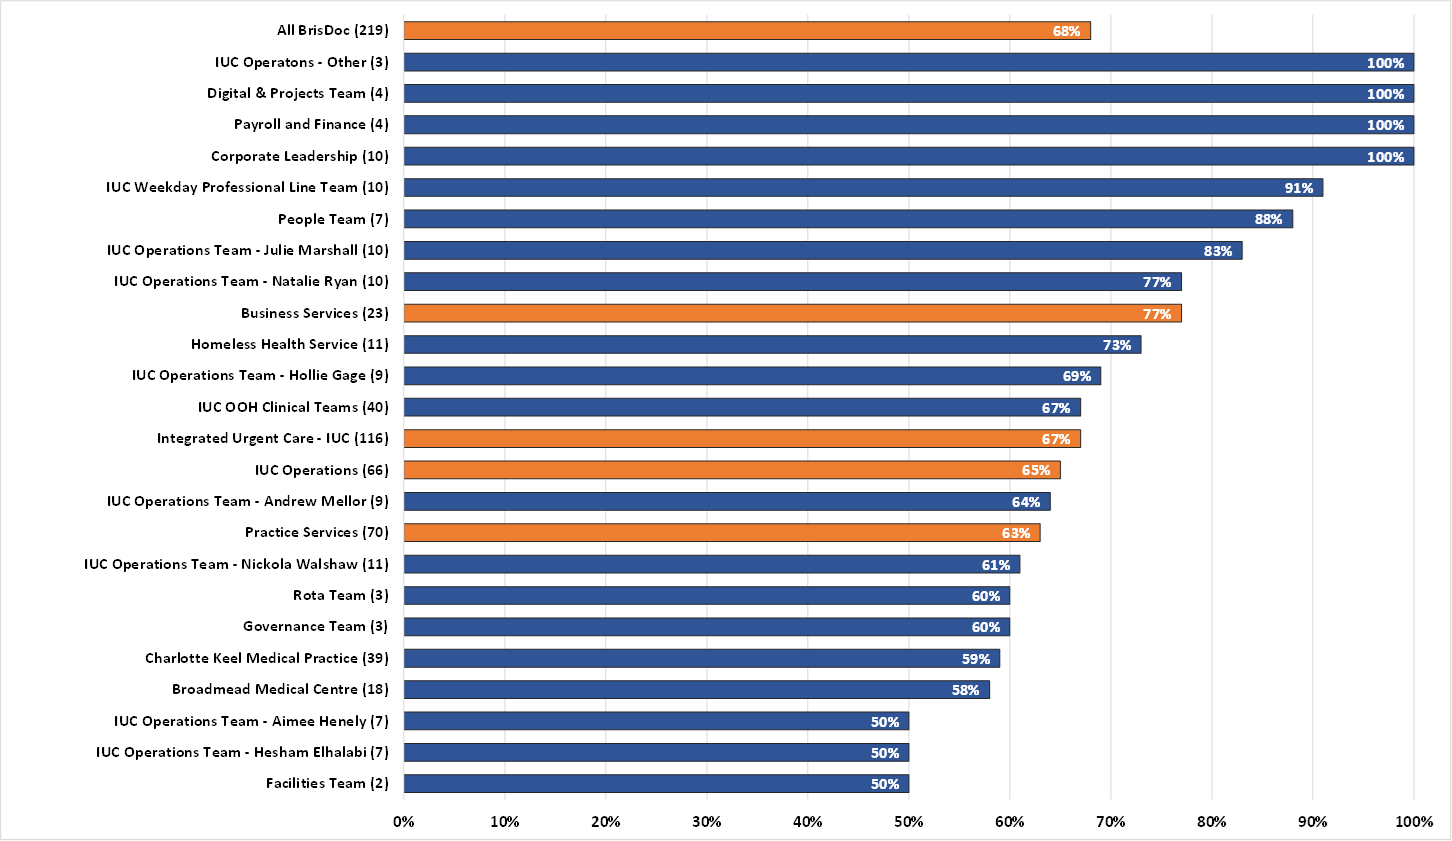 All BrisDoc (219) 68%
IUC Operatons - Other (3) 100%
Digital & Projects Team (4) 100%
Payroll and Finance (4) 100%
Corporate Leadership (10) 100%
IUC Weekday Professional Line Team (10) 91%
People Team (7) 88%
IUC Operations Team - Julie Marshall (10) 83%
IUC Operations Team - Natalie Ryan (10) 77%
Business Services (23) 77%
Homeless Health Service (11) 73%
IUC Operations Team - Hollie Gage (9) 69%
IUC OOH Clinical Teams (40) 67%
Integrated Urgent Care - IUC (116) 67%
IUC Operations (66) 65%
IUC Operations Team - Andrew Mellor (9) 64%
Practice Services (70) 63%
IUC Operations Team - Nickola Walshaw (11) 61%
Rota Team (3) 60%
Governance Team (3) 60%
Charlotte Keel Medical Practice (39) 59%
Broadmead Medical Centre (18) 58%
IUC Operations Team - Aimee Henely (7) 50%
IUC Operations Team - Hesham Elhalabi (7) 50%
Facilities Team (2) 50%
0% 10% 20% 30% 40% 50% 60% 70% 80% 90% 100%